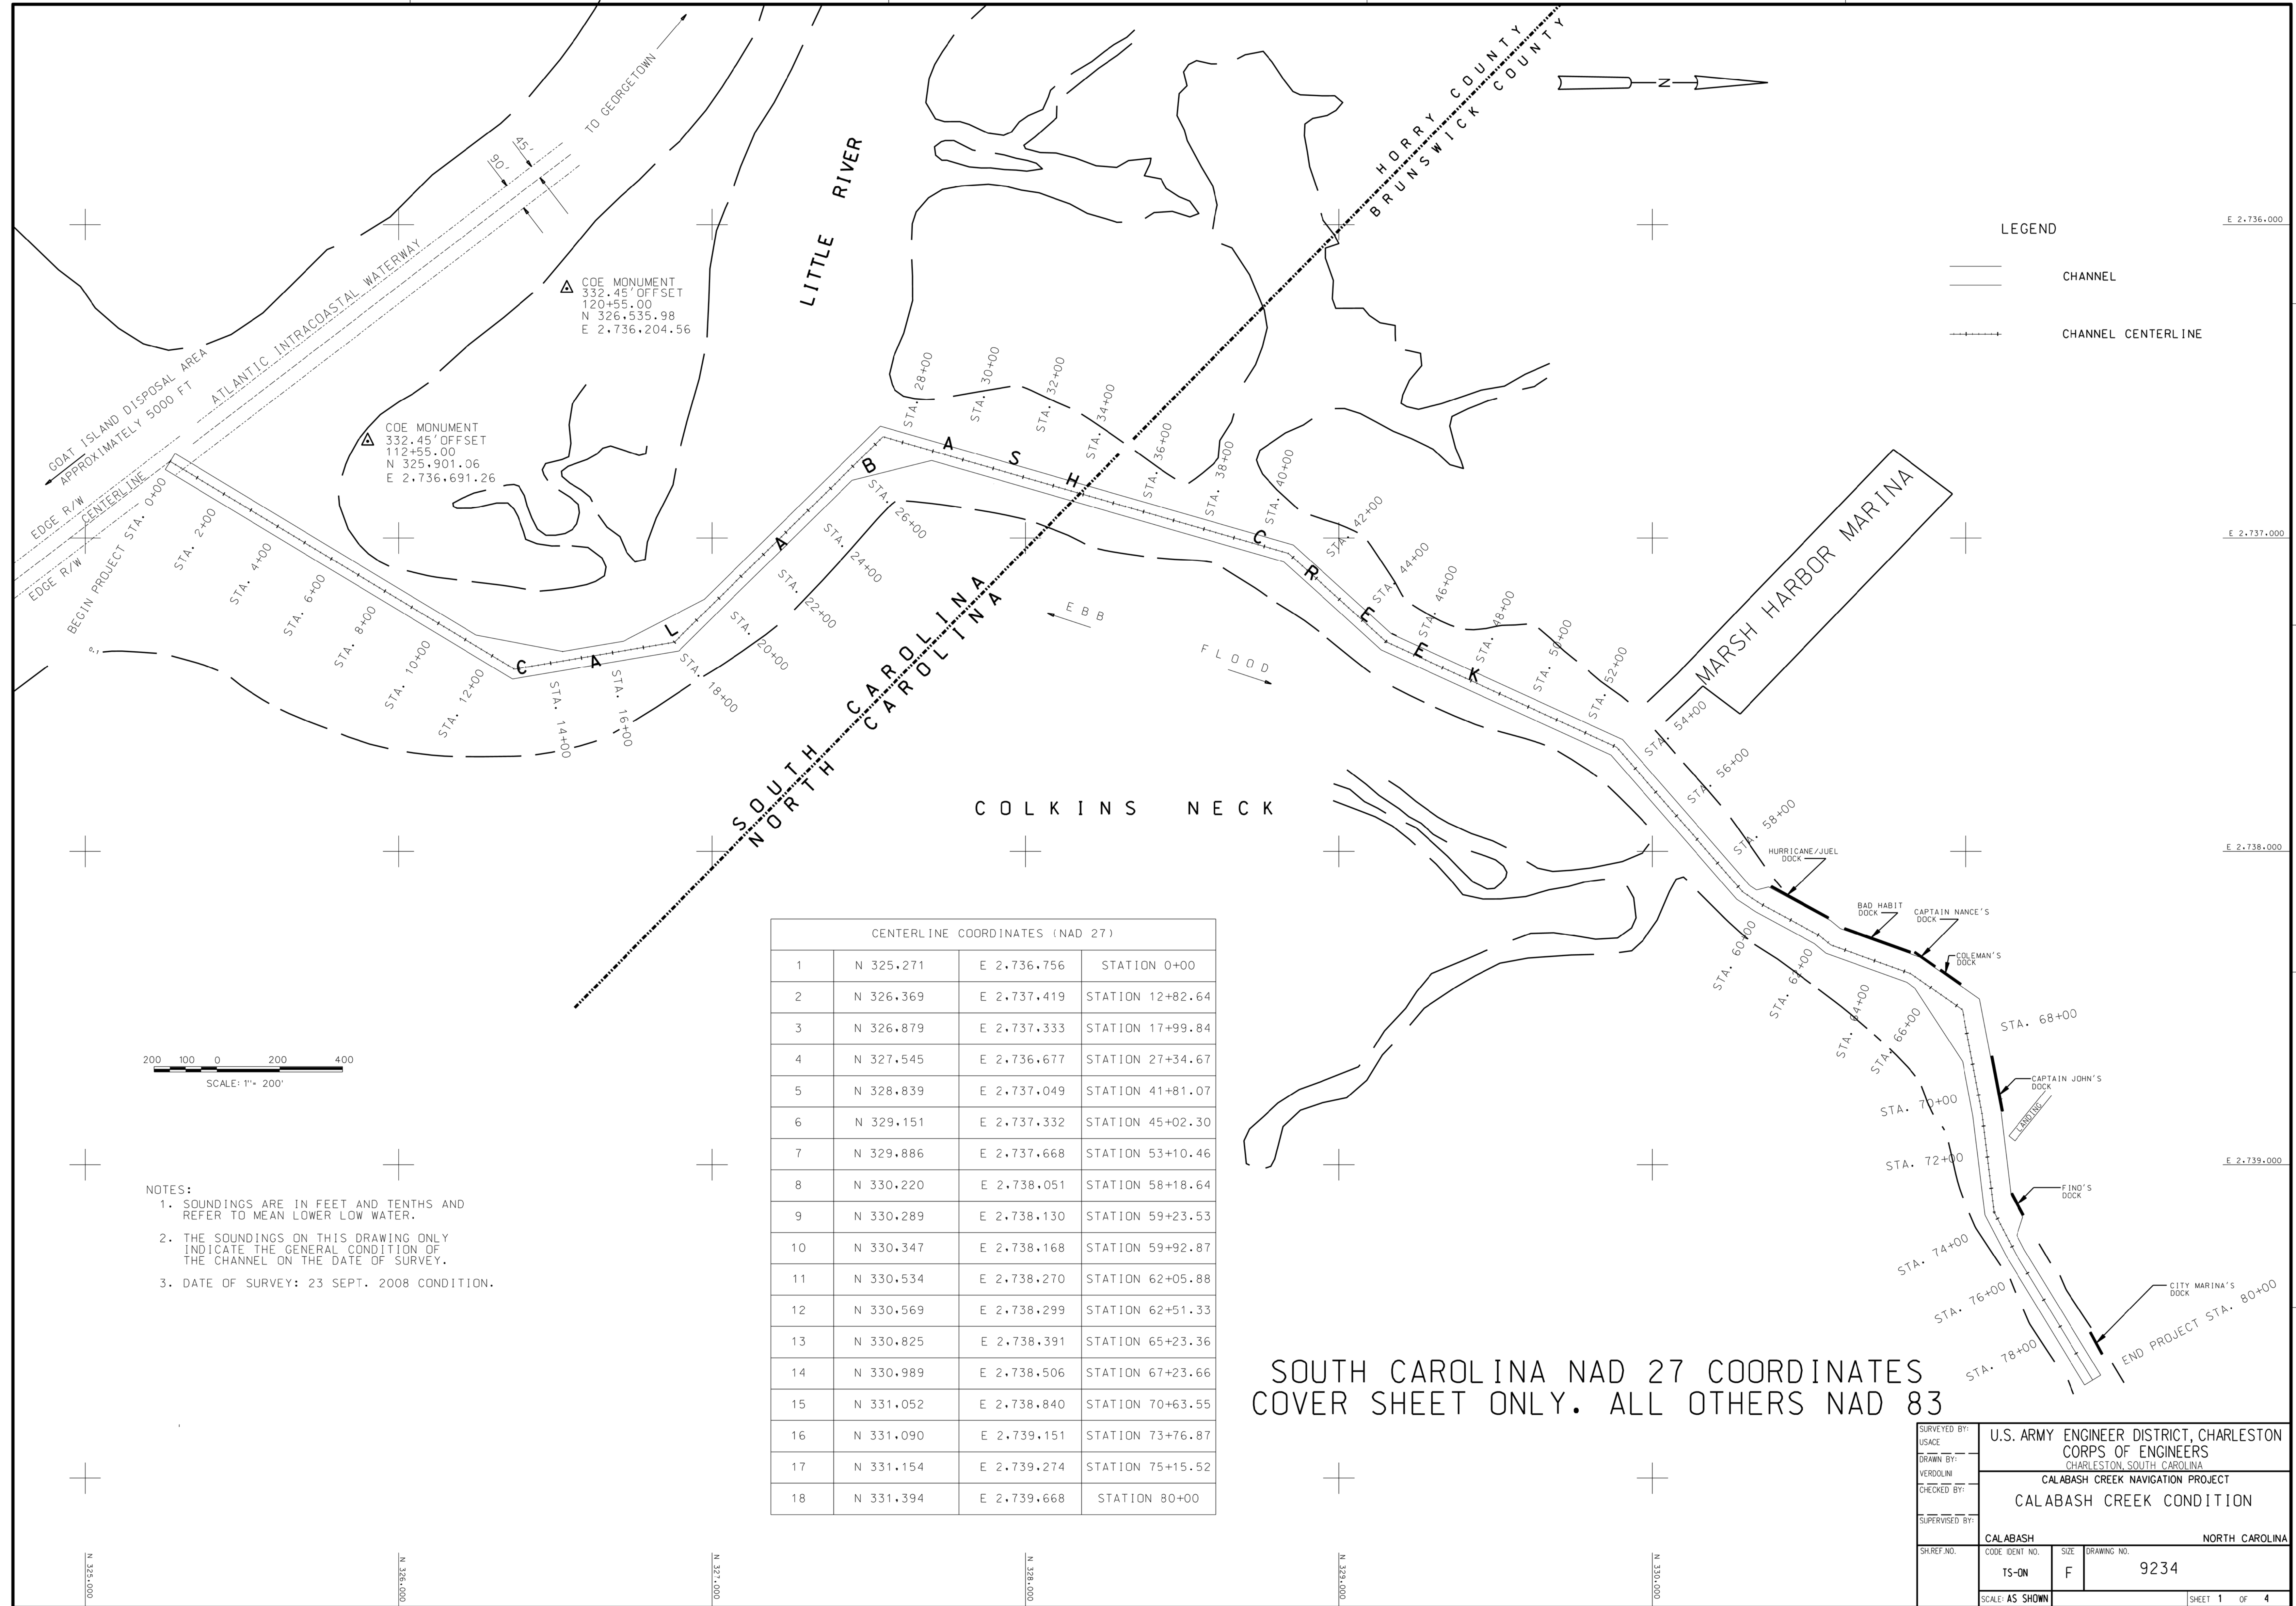 TO GEORGETOWN
45'
90'
LITTLE RIVER
HORRY COUNTY
BRUNSWICK COUNTY
N
E 2,736,000
LEGEND
CHANNEL
CHANNEL CENTERLINE
COE MONUMENT
332.45'OFFSET
120+55.00
N 326,535.98
E 2,736,204.56
COE MONUMENT
332.45'OFFSET
112+55.00
N 325,901.06
E 2,736,691.26
ATLANTIC INTRACOASTAL WATERWAY
GOAT ISLAND DISPOSAL AREA
APPROXIMATELY 5000 FT
EDGE R/W
CENTERLINE
EDGE R/W
BEGIN PROJECT STA. 0+00
STA. 2+00
STA. 4+00
STA. 6+00
STA. 8+00
STA. 10+00
STA. 12+00
STA. 14+00
STA. 16+00
STA. 18+00
STA. 20+00
STA. 22+00
STA. 24+00
STA. 26+00
STA. 28+00
STA. 30+00
STA. 32+00
STA. 34+00
STA. 36+00
STA. 38+00
STA. 40+00
STA. 42+00
STA. 44+00
STA. 46+00
STA. 48+00
STA. 50+00
STA. 52+00
STA. 54+00
STA. 56+00
STA. 58+00
STA. 60+00
STA. 62+00
STA. 64+00
STA. 66+00
STA. 68+00
STA. 70+00
STA. 72+00
STA. 74+00
STA. 76+00
STA. 78+00
END PROJECT STA. 80+00
CALABASH CREEK
EBB
FLOOD
SOUTH CAROLINA
NORTH CAROLINA
COLKINS NECK
MARSH HARBOR MARINA
E 2,737,000
E 2,738,000
E 2,739,000
HURRICANE/JUEL
DOCK
BAD HABIT
DOCK
CAPTAIN NANCE'S
DOCK
COLEMAN'S
DOCK
CAPTAIN JOHN'S
DOCK
LANDING
FINO'S
DOCK
CITY MARINA'S
DOCK
CENTERLINE COORDINATES (NAD 27)
1 N 325,271 E 2,736,756 STATION 0+00
2 N 326,369 E 2,737,419 STATION 12+82.64
3 N 326,879 E 2,737,333 STATION 17+99.84
4 N 327,545 E 2,736,677 STATION 27+34.67
5 N 328,839 E 2,737,049 STATION 41+81.07
6 N 329,151 E 2,737,332 STATION 45+02.30
7 N 329,886 E 2,737,668 STATION 53+10.46
8 N 330,220 E 2,738,051 STATION 58+18.64
9 N 330,289 E 2,738,130 STATION 59+23.53
10 N 330,347 E 2,738,168 STATION 59+92.87
11 N 330,534 E 2,738,270 STATION 62+05.88
12 N 330,569 E 2,738,299 STATION 62+51.33
13 N 330,825 E 2,738,391 STATION 65+23.36
14 N 330,989 E 2,738,506 STATION 67+23.66
15 N 331,052 E 2,738,840 STATION 70+63.55
16 N 331,090 E 2,739,151 STATION 73+76.87
17 N 331,154 E 2,739,274 STATION 75+15.52
18 N 331,394 E 2,739,668 STATION 80+00
200 100 0 200 400
SCALE: 1"= 200'
NOTES:
1. SOUNDINGS ARE IN FEET AND TENTHS AND
REFER TO MEAN LOWER LOW WATER.
2. THE SOUNDINGS ON THIS DRAWING ONLY
INDICATE THE GENERAL CONDITION OF
THE CHANNEL ON THE DATE OF SURVEY.
3. DATE OF SURVEY: 23 SEPT. 2008 CONDITION.
SOUTH CAROLINA NAD 27 COORDINATES
COVER SHEET ONLY. ALL OTHERS NAD 83
N 325,000
N 326,000
N 327,000
N 328,000
N 329,000
N 330,000
SURVEYED BY:
USACE
DRAWN BY:
VERDOLINI
CHECKED BY:
SUPERVISED BY:
U.S. ARMY ENGINEER DISTRICT, CHARLESTON
CORPS OF ENGINEERS
CHARLESTON, SOUTH CAROLINA
CALABASH CREEK NAVIGATION PROJECT
CALABASH CREEK CONDITION
CALABASH NORTH CAROLINA
SH.REF.NO.
CODE IDENT NO.
TS-ON
SIZE
F
DRAWING NO.
9234
SCALE: AS SHOWN
SHEET 1 OF 4